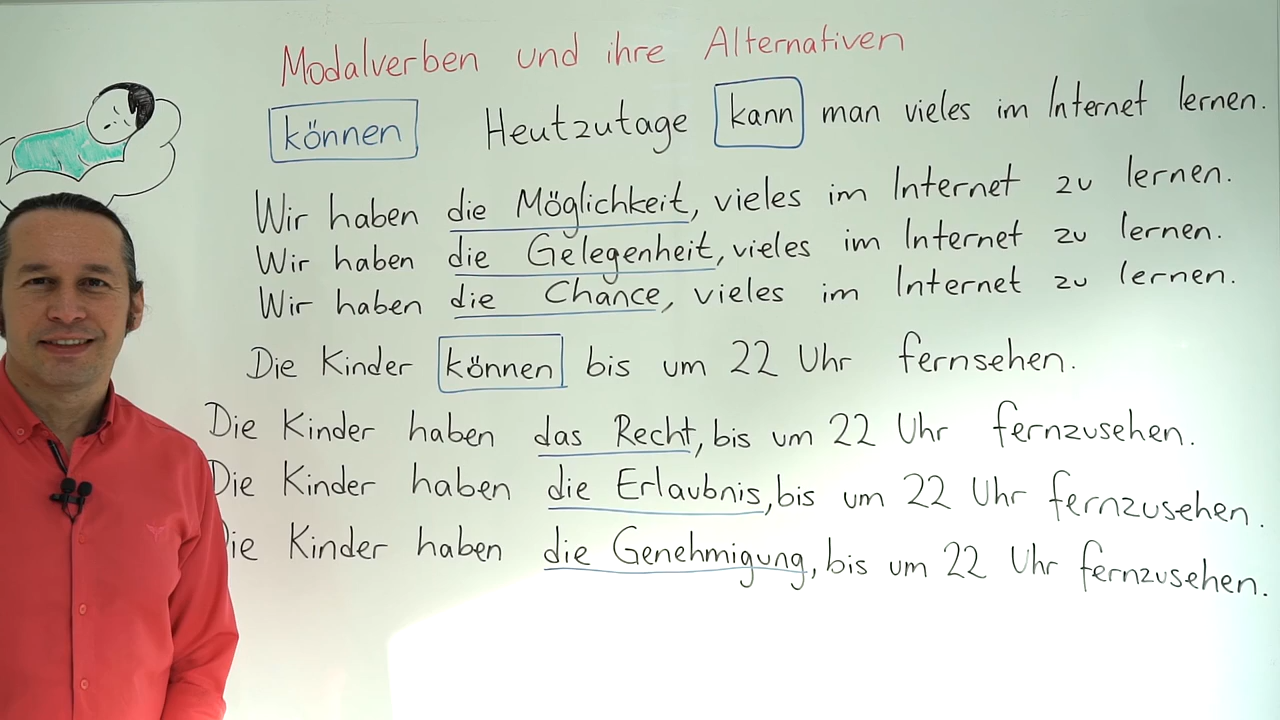 Modalverben und ihre Alternativen
können Heutzutage kann man vieles im Internet lernen.
Wir haben die Möglichkeit, vieles im Internet zu lernen.
Wir haben die Gelegenheit, vieles im Internet zu lernen.
Wir haben die Chance, vieles im Internet zu lernen.
Die Kinder können bis um 22 Uhr fernsehen.
Die Kinder haben das Recht, bis um 22 Uhr fernzusehen.
Die Kinder haben die Erlaubnis, bis um 22 Uhr fernzusehen.
Die Kinder haben die Genehmigung, bis um 22 Uhr fernzusehen.